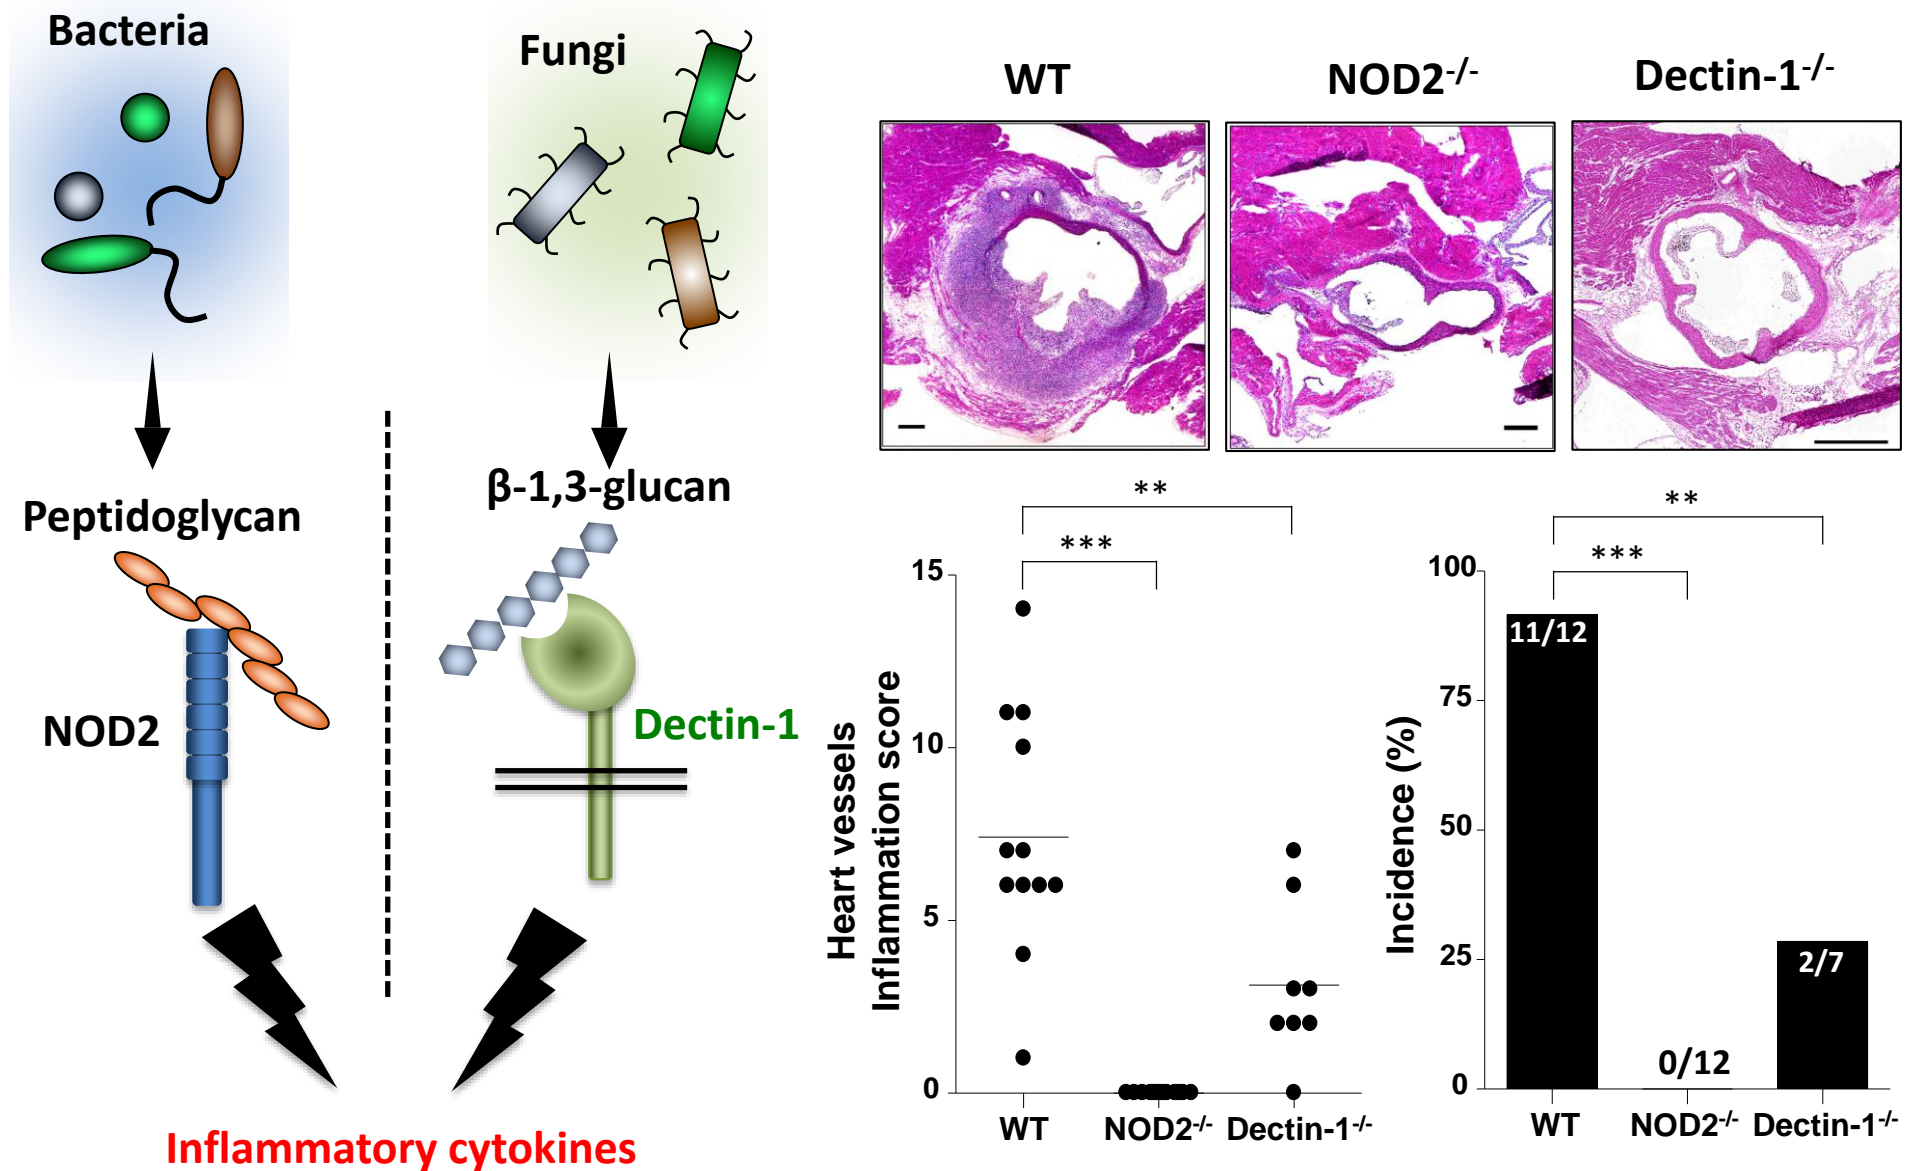 Bacteria
Fungi
Peptidoglycan
β-1,3-glucan
NOD2
Dectin-1
Inflammatory cytokines
WT
NOD2-/-
Dectin-1-/-
**
***
Heart vessels
Inflammation score
15
10
5
0
WT
NOD2-/-
Dectin-1-/-
**
***
Incidence (%)
100
75
50
25
0
11/12
0/12
2/7
WT
NOD2-/-
Dectin-1-/-